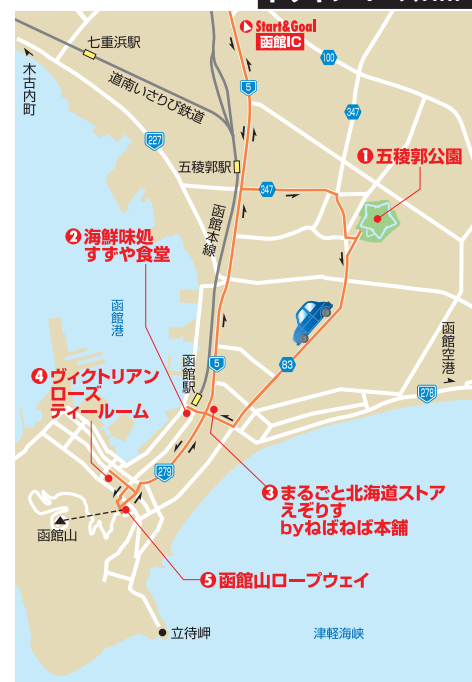 Start&Goal
函館IC
七重浜駅
木古内町
道南いさりび鉄道
5
100
347
227
五稜郭駅
❶五稜郭公園
347
函館本線
❷海鮮味処
すずや食堂
函館港
函館空港
5
83
278
函館駅
❹ヴィクトリアン
ローズ
ティールーム
279
❸まるごと北海道ストア
えぞりす
byねばねば本舗
函館山
❺函館山ロープウェイ
立待岬
津軽海峡